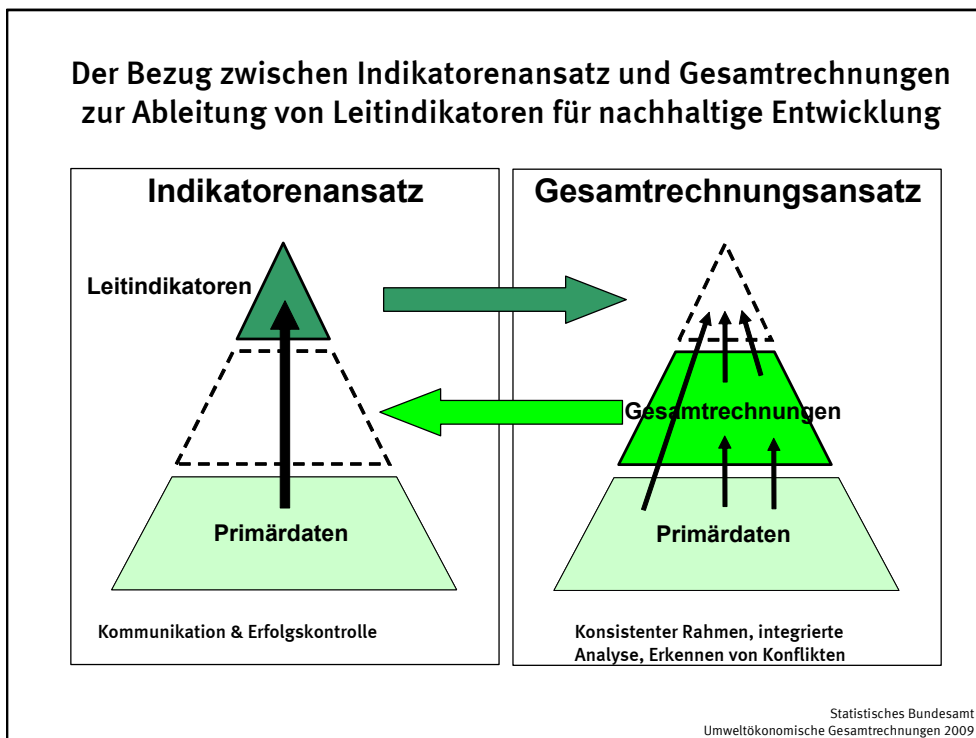 Der Bezug zwischen Indikatorenansatz und Gesamtrechnungen
zur Ableitung von Leitindikatoren für nachhaltige Entwicklung
Indikatorenansatz
Leitindikatoren
Primärdaten
Kommunikation & Erfolgskontrolle
Gesamtrechnungsansatz
Gesamtrechnungen
Primärdaten
Konsistenter Rahmen, integrierte
Analyse, Erkennen von Konflikten
Statistisches Bundesamt
Umweltökonomische Gesamtrechnungen 2009